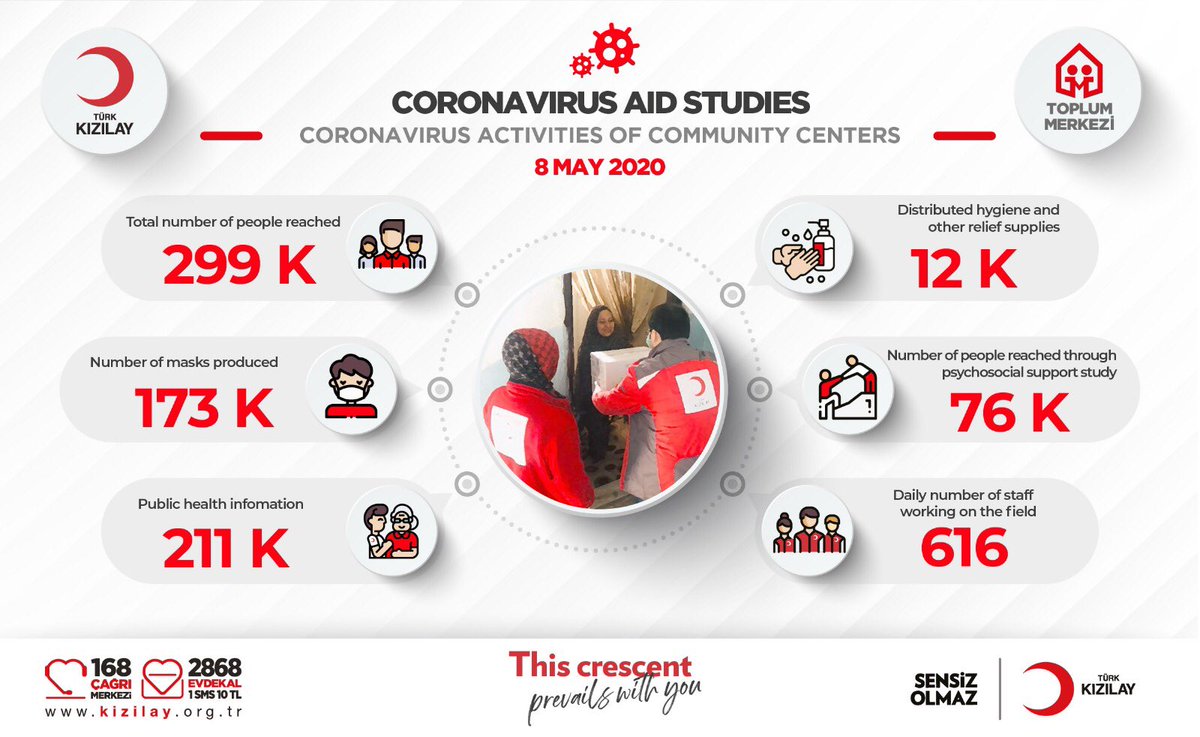 TÜRK
KIZILAY
CORONAVIRUS AID STUDIES
CORONAVIRUS ACTIVITIES OF COMMUNITY CENTERS
8 MAY 2020
TOPLUM
MERKEZİ
Total number of people reached
299 K
Number of masks produced
173 K
Public health infomation
211 K
Distributed hygiene and
other relief supplies
12 K
Number of people reached through
psychosocial support study
76 K
Daily number of staff
working on the field
616
168
ÇAĞRI
MERKEZİ
2868
EVDEKAL
1 SMS 10 TL
www.kizilay.org.tr
This crescent
prevails with you
SENSİZ
OLMAZ
TÜRK
KIZILAY